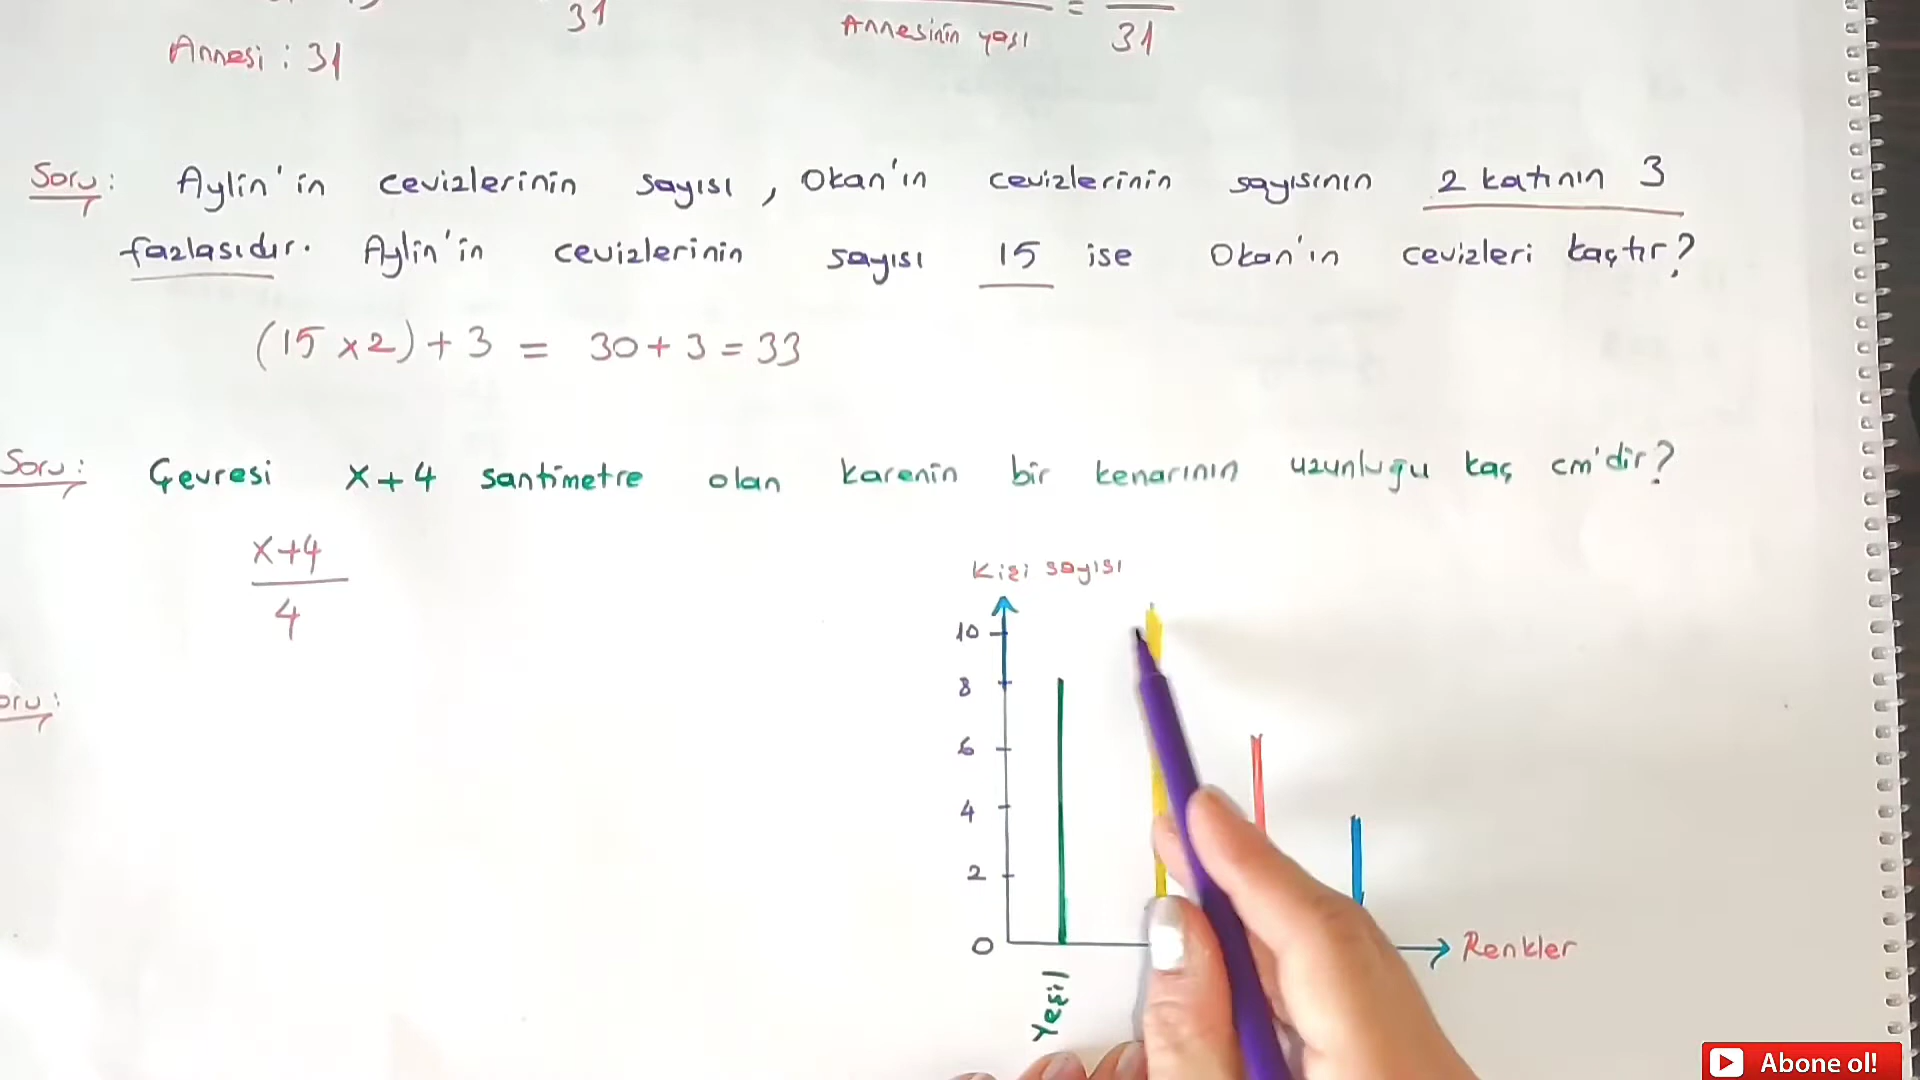 31
Annesi : 31
Annesinin yaşı = 31
Soru: Aylin'in cevizlerinin sayısı, Okan'ın cevizlerinin sayısının 2 katının 3
fazlasıdır. Aylin'in cevizlerinin sayısı 15 ise Okan'ın cevizleri kaçtır?
(15 x 2) + 3 = 30 + 3 = 33
Soru: Çevresi x+4 santimetre olan karenin bir kenarının uzunluğu kaç cm'dir?
x+4
4
Kişi sayısı
10
8
6
4
2
0
Renkler
Yeşil
oru:
Abone ol!